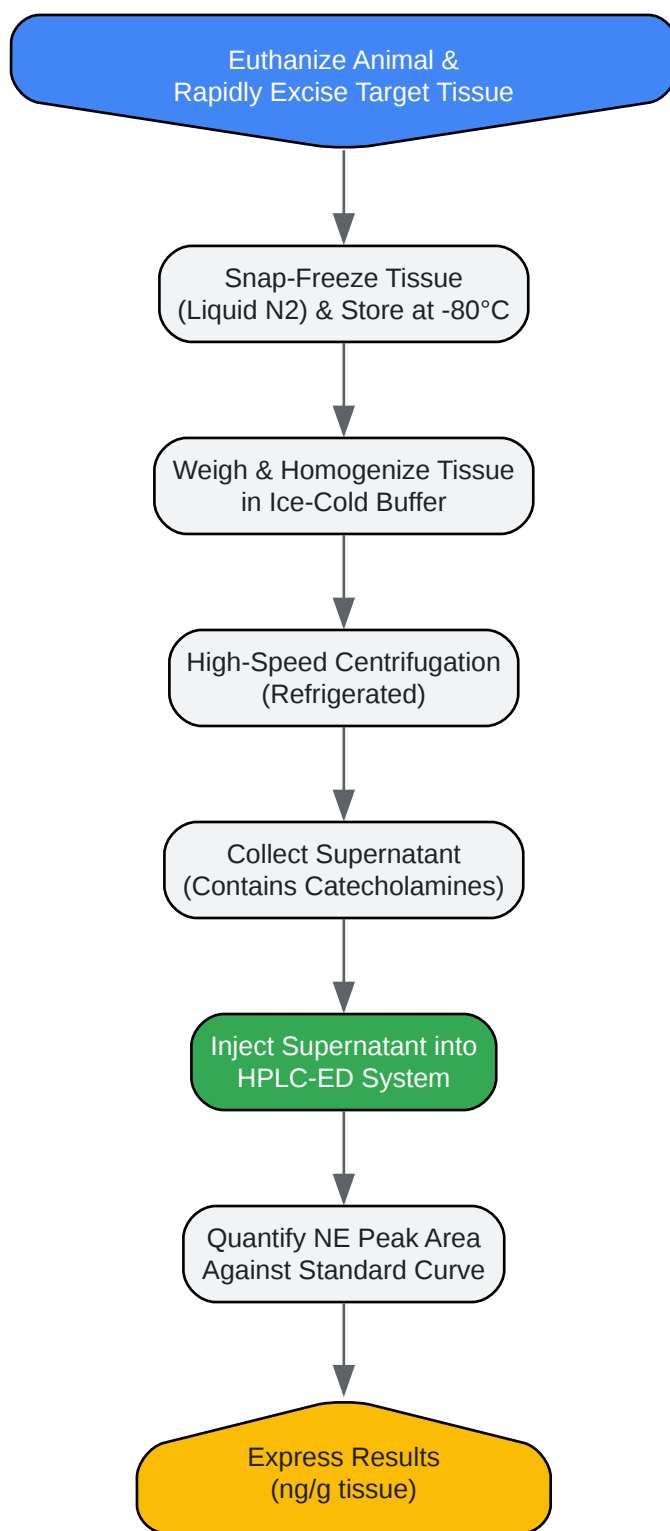 Euthanize Animal &
Rapidly Excise Target Tissue
Snap-Freeze Tissue
(Liquid N2) & Store at -80°C
Weigh & Homogenize Tissue
in Ice-Cold Buffer
High-Speed Centrifugation
(Refrigerated)
Collect Supernatant
(Contains Catecholamines)
Inject Supernatant into
HPLC-ED System
Quantify NE Peak Area
Against Standard Curve
Express Results
(ng/g tissue)